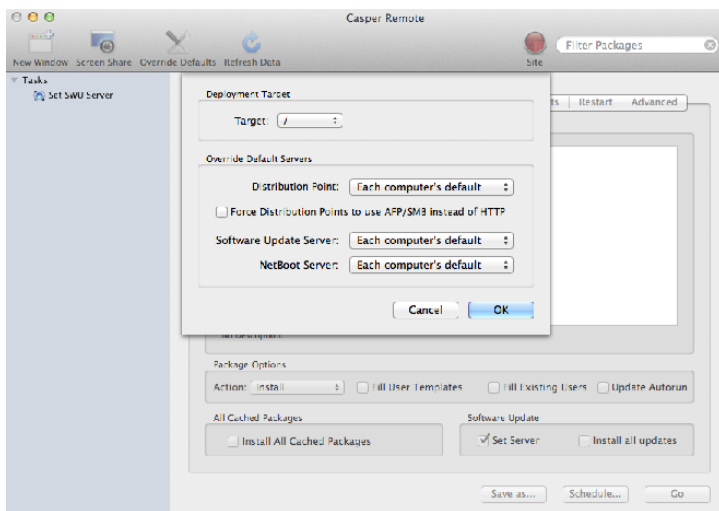 Casper Remote
New Window Screen Share Override Defaults Refresh Data Site Filter Packages
Tasks
Set SWU Server
Deployment Target
Target: /
Restart Advanced
Override Default Servers
Distribution Point: Each computer's default
Force Distribution Points to use AFP/SMB instead of HTTP
Software Update Server: Each computer's default
NetBoot Server: Each computer's default
Cancel OK
No Description
Package Options
Action: Install Fill User Templates Fill Existing Users Update Autorun
All Cached Packages Software Update
Install All Cached Packages Set Server Install all updates
Save as... Schedule... Go